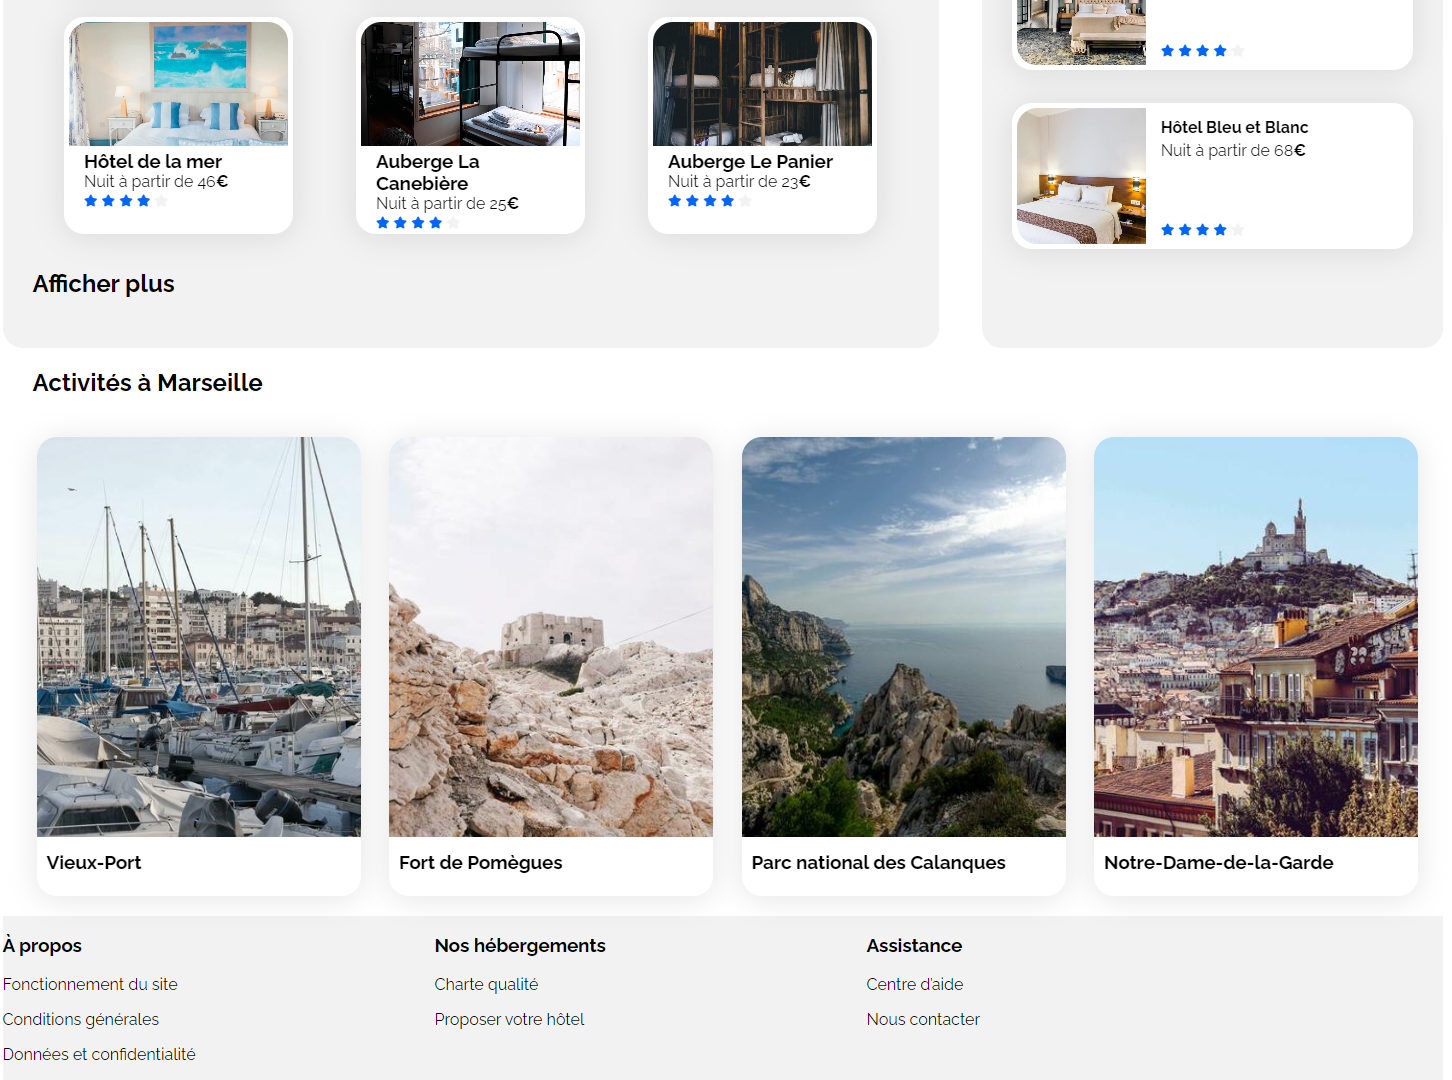 Hôtel de la mer
Nuit à partir de 46€
Auberge La
Canebière
Nuit à partir de 25€
Auberge Le Panier
Nuit à partir de 23€
Afficher plus
Hôtel Bleu et Blanc
Nuit à partir de 68€
Activités à Marseille
Vieux-Port
Fort de Pomègues
Parc national des Calanques
Notre-Dame-de-la-Garde
À propos
Fonctionnement du site
Conditions générales
Données et confidentialité
Nos hébergements
Charte qualité
Proposer votre hôtel
Assistance
Centre d'aide
Nous contacter